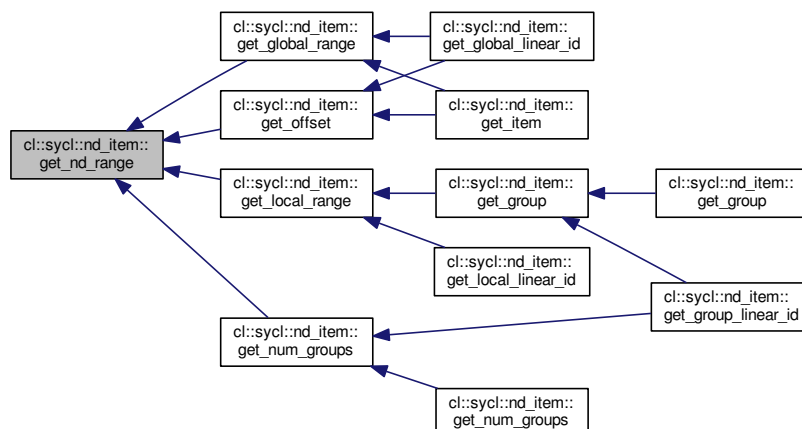 cl::sycl::nd_item::
get_global_range
cl::sycl::nd_item::
get_global_linear_id
cl::sycl::nd_item::
get_offset
cl::sycl::nd_item::
get_item
cl::sycl::nd_item::
get_nd_range
cl::sycl::nd_item::
get_local_range
cl::sycl::nd_item::
get_group
cl::sycl::nd_item::
get_group
cl::sycl::nd_item::
get_local_linear_id
cl::sycl::nd_item::
get_group_linear_id
cl::sycl::nd_item::
get_num_groups
cl::sycl::nd_item::
get_num_groups